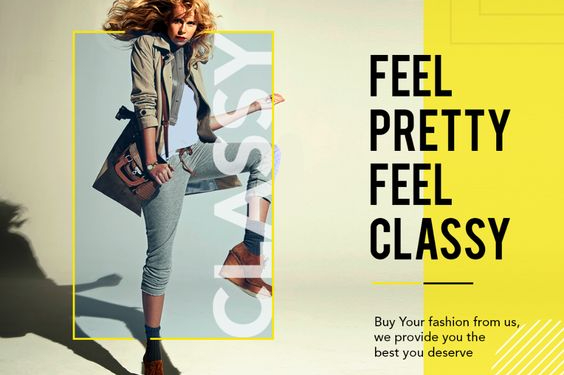 CLASSY
FEEL
PRETTY
FEEL
CLASSY
Buy Your fashion from us,
we provide you the
best you deserve